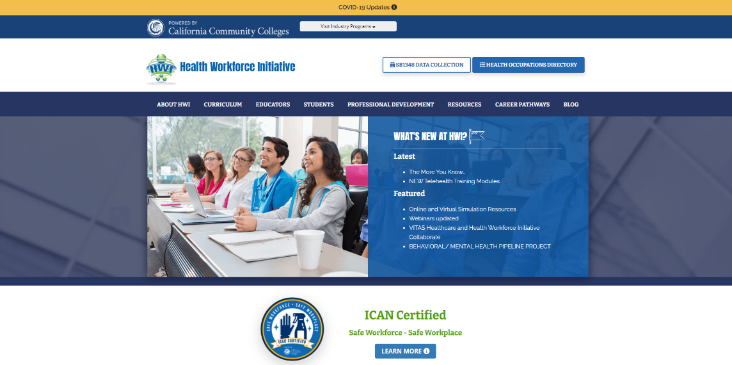 COVID-19 Updates
POWERED BY
California Community Colleges
Visit Industry Programs
HWI
Health Workforce Initiative
SB1348 DATA COLLECTION
HEALTH OCCUPATIONS DIRECTORY
ABOUT HWI CURRICULUM EDUCATORS STUDENTS PROFESSIONAL DEVELOPMENT RESOURCES CAREER PATHWAYS BLOG
WHAT'S NEW AT HWI?
Latest
The More You Know..
NEW Telehealth Training Modules
Featured
Online and Virtual Simulation Resources
Webinars updated
VITAS Healthcare and Health Workforce Initiative
Collaborate
BEHAVIORAL/ MENTAL HEALTH PIPELINE PROJECT
SAFE WORKFORCE • SAFE WORKPLACE
ICAN CERTIFIED
ICAN Certified
Safe Workforce - Safe Workplace
LEARN MORE